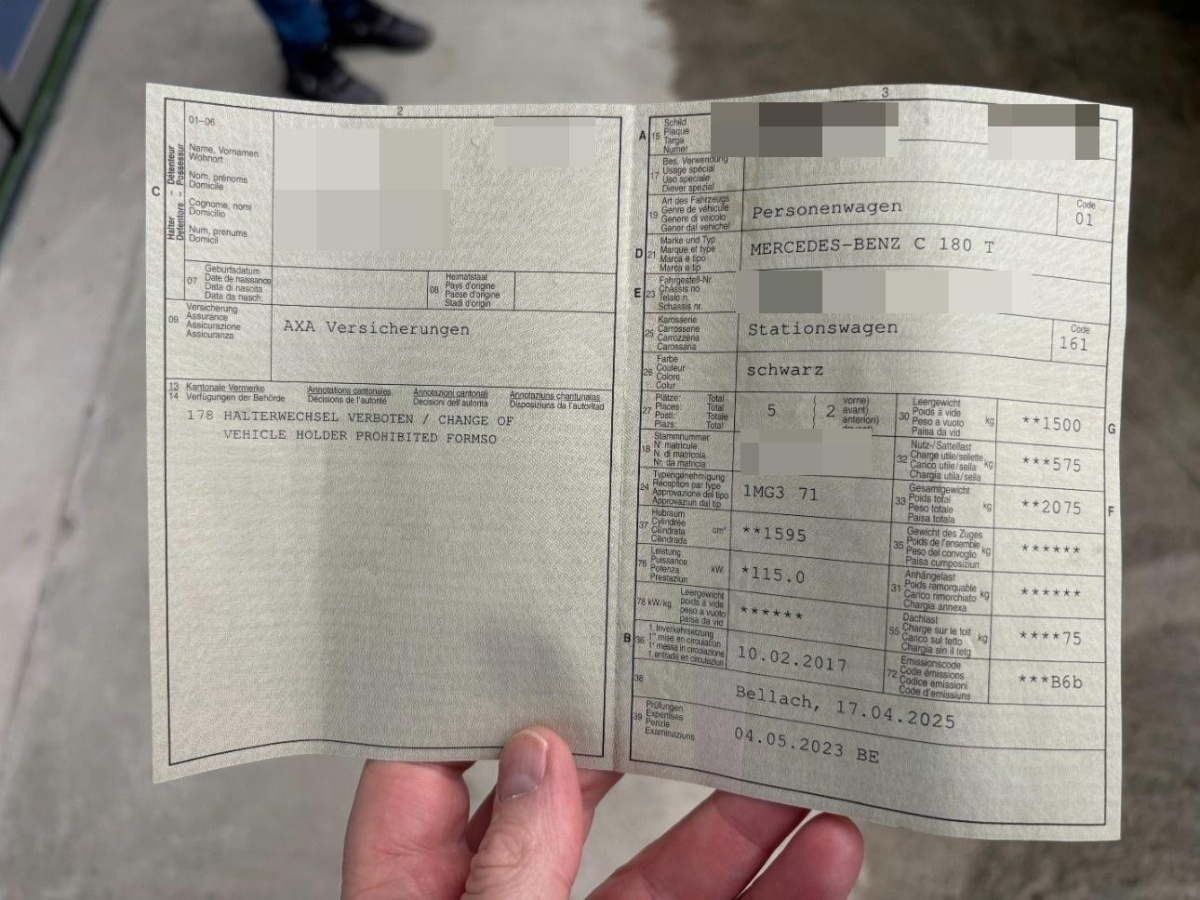 2
01-06
C
Halter - Détenteur
Detentore - Possessur
Name, Vornamen
Wohnort
Nom, prénoms
Domicile
Cognome, nomi
Domicilio
Num, prenums
Domicil
07 Geburtsdatum
Date de naissance
Data di nascita
Data da nasch.
08 Heimatstaat
Pays d'origine
Paese d'origine
Stadi d'origin
09 Versicherung
Assurance
Assicurazione
Assicuranza
AXA Versicherungen
13 Kantonale Vermerke Annotations cantonales Annotazioni cantonali Annotaziuns chantunalas
14 Verfügungen der Behörde Décisions de l'autorité Decisioni dell'autorità Disposiziuns da l'autoritad
178 HALTERWECHSEL VERBOTEN / CHANGE OF
VEHICLE HOLDER PROHIBITED FORMSO
3
A 15 Schild
Plaque
Targa
Numer
17 Bes. Verwendung
Usage spécial
Uso speciale
Diever spezial
19 Art des Fahrzeugs
Genre de véhicule
Genere di veicolo
Gener dal vehichel
Personenwagen
Code
01
D 21 Marke und Typ
Marque et type
Marca e tipo
Marca e tip
MERCEDES-BENZ C 180 T
E 23 Fahrgestell-Nr.
Châssis no
Telaio n.
Schassis nr.
25 Karosserie
Carrosserie
Carrozzeria
Carossaria
Stationswagen
Code
161
26 Farbe
Couleur
Colore
Colur
schwarz
27 Plätze: Total
Places: Total
Posti: Totale
Plazs: Total
5 2 vorne)
avant)
anteriori)
30 Leergewicht
Poids à vide
Peso a vuoto
Paisa da vid
kg
**1500
G
18 Stammnummer
N° matricule
N. di matricola
Nr. da matricla
32 Nutz-/Sattellast
Charge utile/sellette
Carico utile/sella
Chargia utila/sella
kg
***575
24 Typengenehmigung
Réception par type
Approvazione del tipo
Approvaziun dal tip
1MG3 71
33 Gesamtgewicht
Poids total
Peso totale
Paisa totala
kg
**2075
F
37 Hubraum
Cylindrée
Cilindrata
Cilindrada
cm³
**1595
35 Gewicht des Zuges
Poids de l'ensemble
Peso del convoglio
Paisa cumposiziun
kg
******
76 Leistung
Puissance
Potenza
Prestaziun
kW
*115.0
31 Anhängelast
Poids remorquable
Carico rimorchiato
Chargia annexa
kg
******
78 kW/kg Leergewicht
poids à vide
peso a vuoto
paisa da vid
******
55 Dachlast
Charge sur le toit
Carico sul tetto
Chargia sin il tetg
kg
****75
B 36 1. Inverkehrsetzung
1re mise en circulation
1a messa in circolazione
1. entrada en circulaziun
10.02.2017
72 Emissionscode
Code émissions
Codice emissioni
Code d'emissiuns
***B6b
38
Bellach, 17.04.2025
39 Prüfungen
Expertises
Perizie
Examinaziuns
04.05.2023 BE